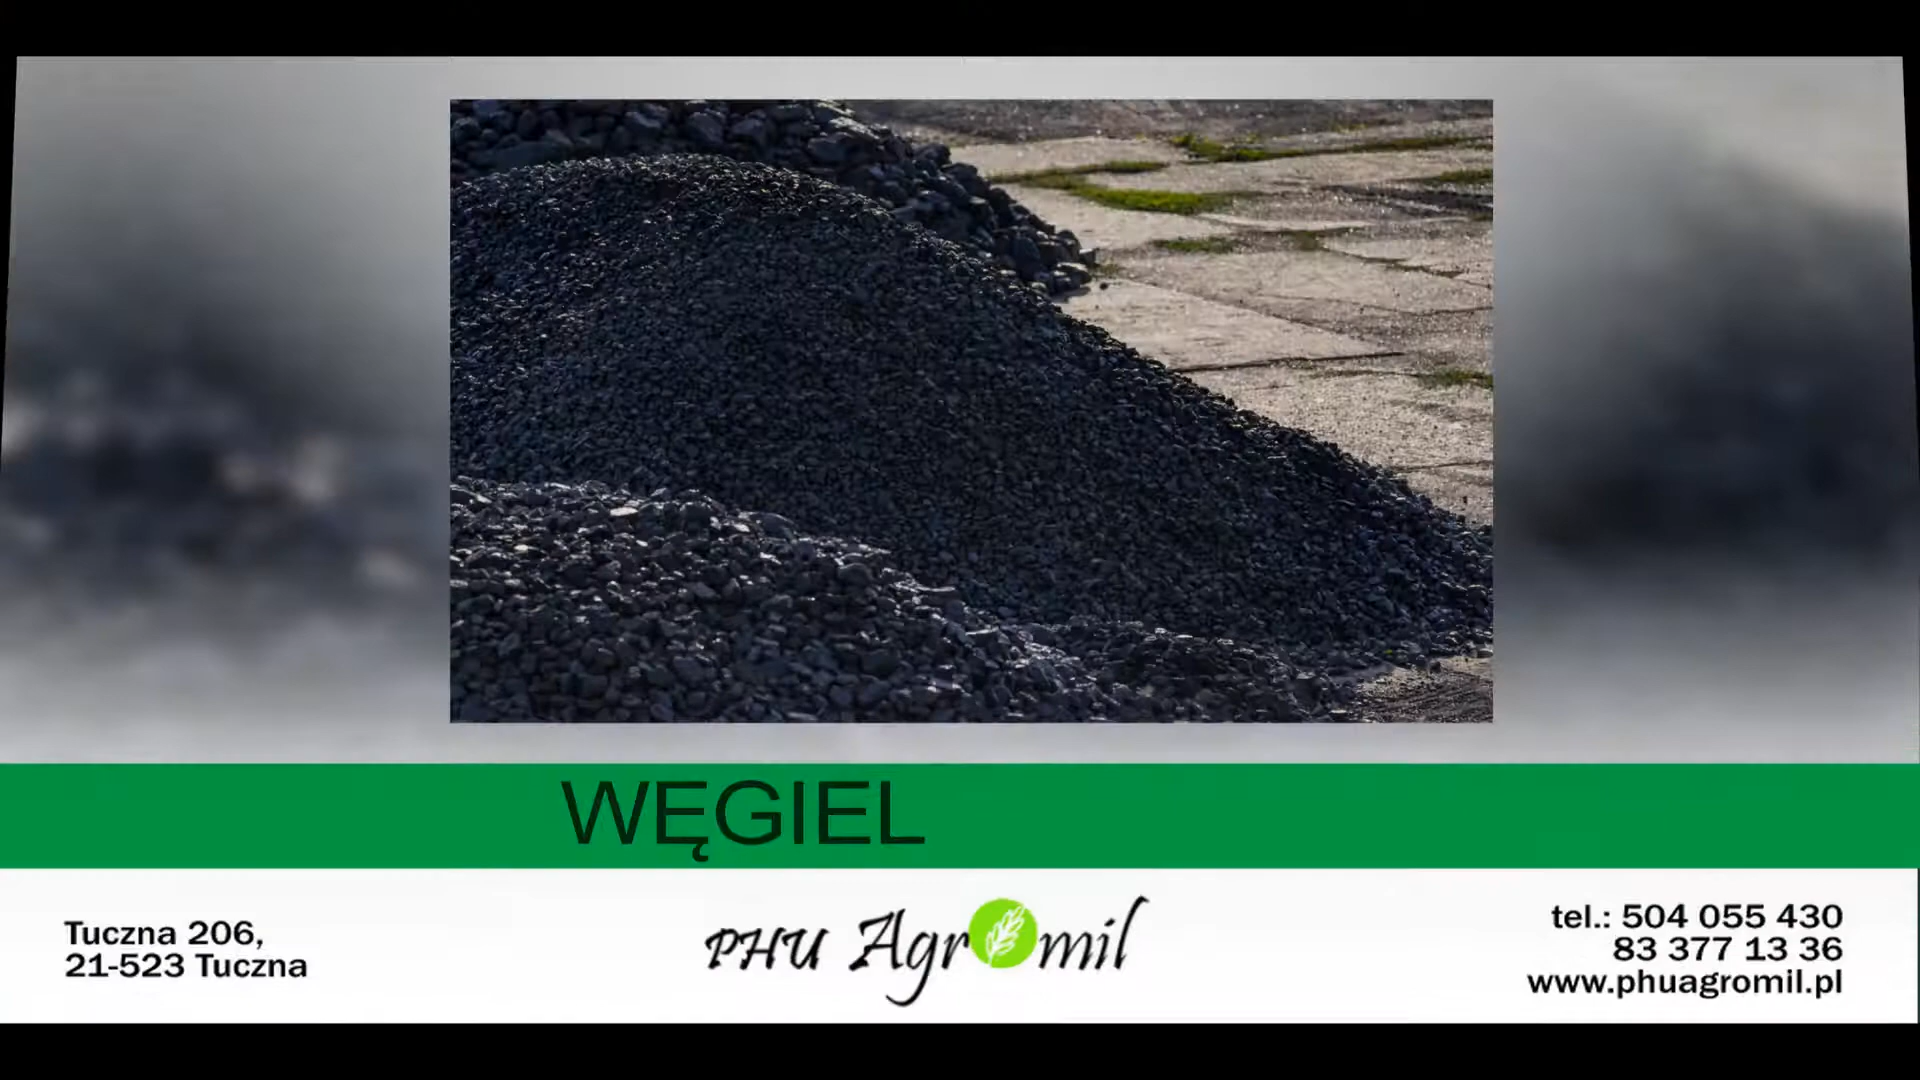 WĘGIEL
Tuczna 206,
21-523 Tuczna
PHU Agromil
tel.: 504 055 430
83 377 13 36
www.phuagromil.pl